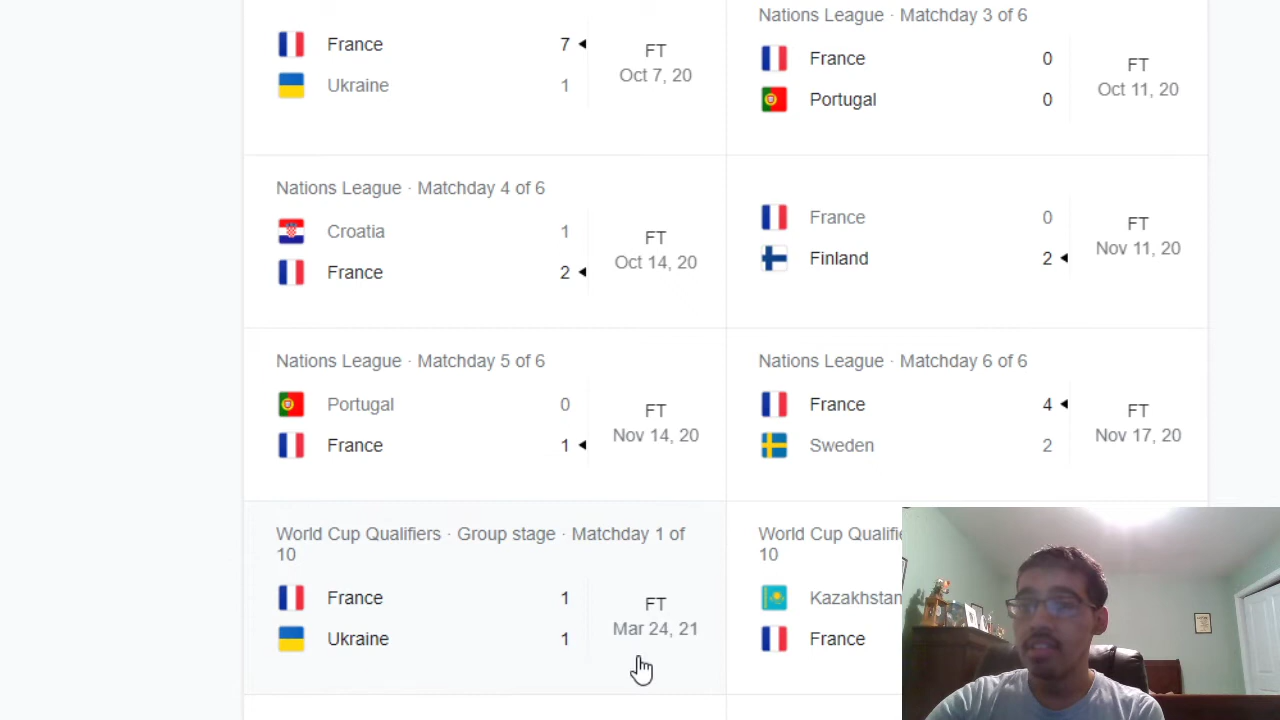 France 7
FT
Ukraine 1
Oct 7, 20
Nations League · Matchday 3 of 6
France 0
FT
Portugal 0
Oct 11, 20
Nations League · Matchday 4 of 6
Croatia 1
FT
France 2
Oct 14, 20
France 0
FT
Finland 2
Nov 11, 20
Nations League · Matchday 5 of 6
Portugal 0
FT
France 1
Nov 14, 20
Nations League · Matchday 6 of 6
France 4
FT
Sweden 2
Nov 17, 20
World Cup Qualifiers · Group stage · Matchday 1 of
10
France 1
FT
Ukraine 1
Mar 24, 21
World Cup
10
France